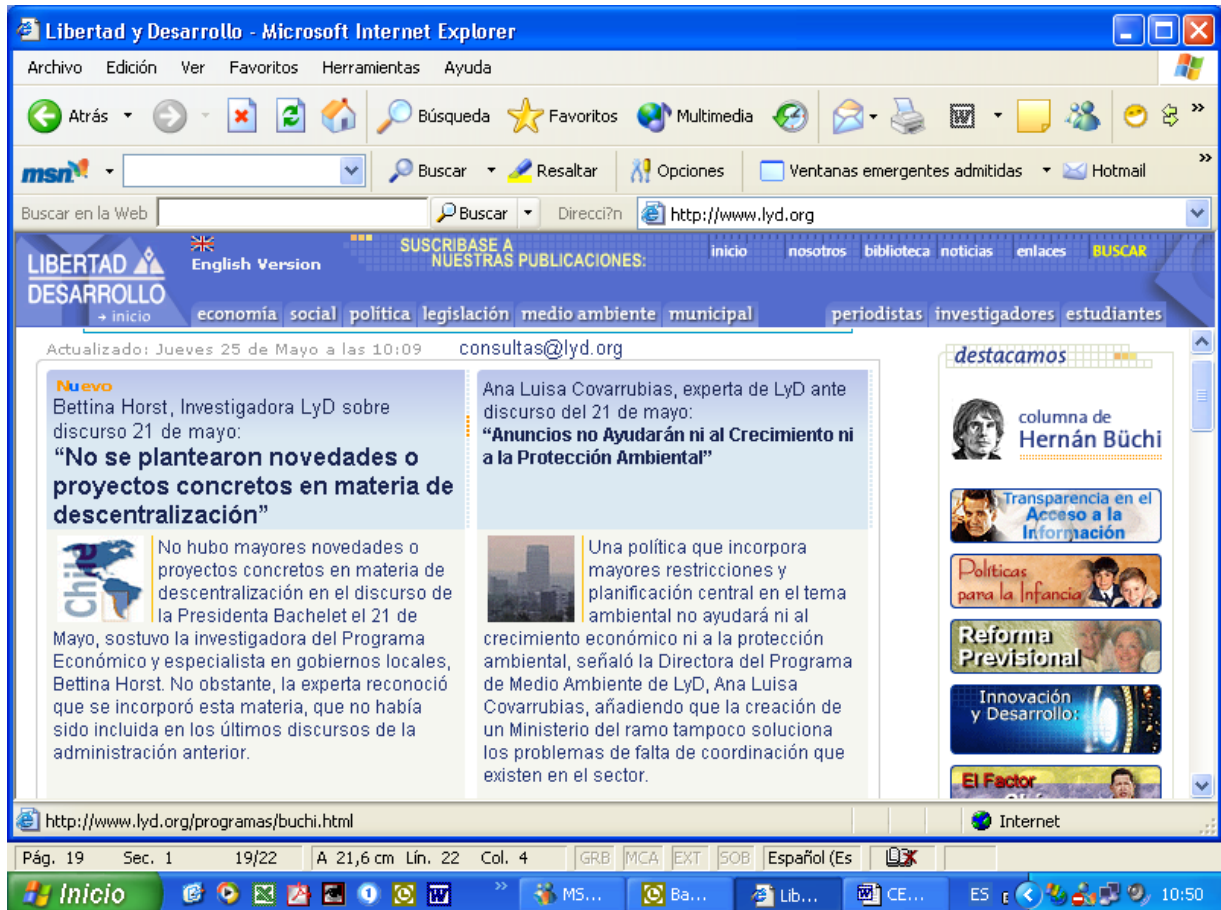 Libertad y Desarrollo - Microsoft Internet Explorer
Archivo Edición Ver Favoritos Herramientas Ayuda
Atrás Búsqueda Favoritos Multimedia
msn Buscar Resaltar Opciones Ventanas emergentes admitidas Hotmail
Buscar en la Web Buscar Direcci?n http://www.lyd.org
LIBERTAD
DESARROLLO
→ inicio
English Version
SUSCRIBASE A
NUESTRAS PUBLICACIONES:
inicio nosotros biblioteca noticias enlaces BUSCAR
economía social política legislación medio ambiente municipal periodistas investigadores estudiantes
Actualizado: Jueves 25 de Mayo a las 10:09 consultas@lyd.org
Nuevo
Bettina Horst, Investigadora LyD sobre
discurso 21 de mayo:
“No se plantearon novedades o
proyectos concretos en materia de
descentralización”
Chile
No hubo mayores novedades o
proyectos concretos en materia de
descentralización en el discurso de
la Presidenta Bachelet el 21 de
Mayo, sostuvo la investigadora del Programa
Económico y especialista en gobiernos locales,
Bettina Horst. No obstante, la experta reconoció
que se incorporó esta materia, que no había
sido incluida en los últimos discursos de la
administración anterior.
Ana Luisa Covarrubias, experta de LyD ante
discurso del 21 de mayo:
“Anuncios no Ayudarán ni al Crecimiento ni
a la Protección Ambiental”
Una política que incorpora
mayores restricciones y
planificación central en el tema
ambiental no ayudará ni al
crecimiento económico ni a la protección
ambiental, señaló la Directora del Programa
de Medio Ambiente de LyD, Ana Luisa
Covarrubias, añadiendo que la creación de
un Ministerio del ramo tampoco soluciona
los problemas de falta de coordinación que
existen en el sector.
destacamos
columna de
Hernán Büchi
Transparencia en el
Acceso a la
Información
Políticas
para la Infancia
Reforma
Previsional
Innovación
y Desarrollo:
El Factor
http://www.lyd.org/programas/buchi.html Internet
Pág. 19 Sec. 1 19/22 A 21,6 cm Lín. 22 Col. 4 GRB MCA EXT SOB Español (Es
Inicio MS... Ba... Lib... CE... ES 10:50